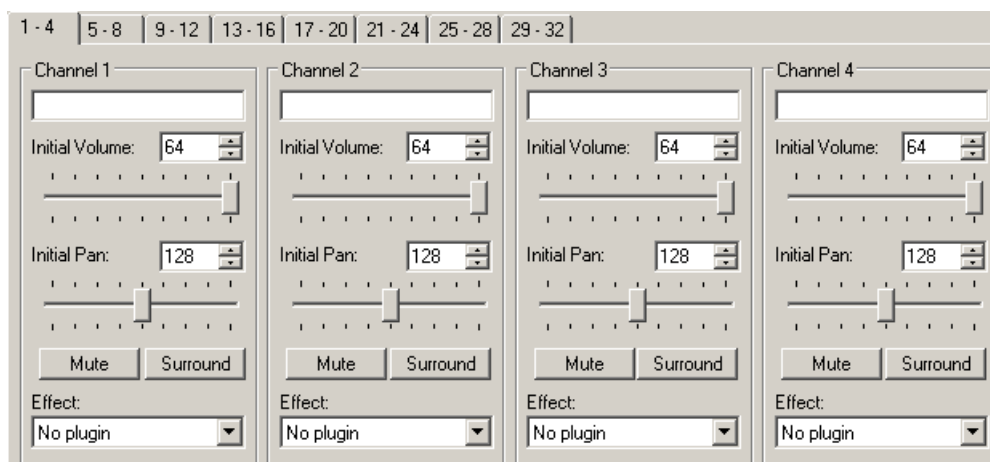 1 - 4 5 - 8 9 - 12 13 - 16 17 - 20 21 - 24 25 - 28 29 - 32
Channel 1 Channel 2 Channel 3 Channel 4
Initial Volume: 64 Initial Volume: 64 Initial Volume: 64 Initial Volume: 64
Initial Pan: 128 Initial Pan: 128 Initial Pan: 128 Initial Pan: 128
Mute Surround Mute Surround Mute Surround Mute Surround
Effect: Effect: Effect: Effect:
No plugin No plugin No plugin No plugin